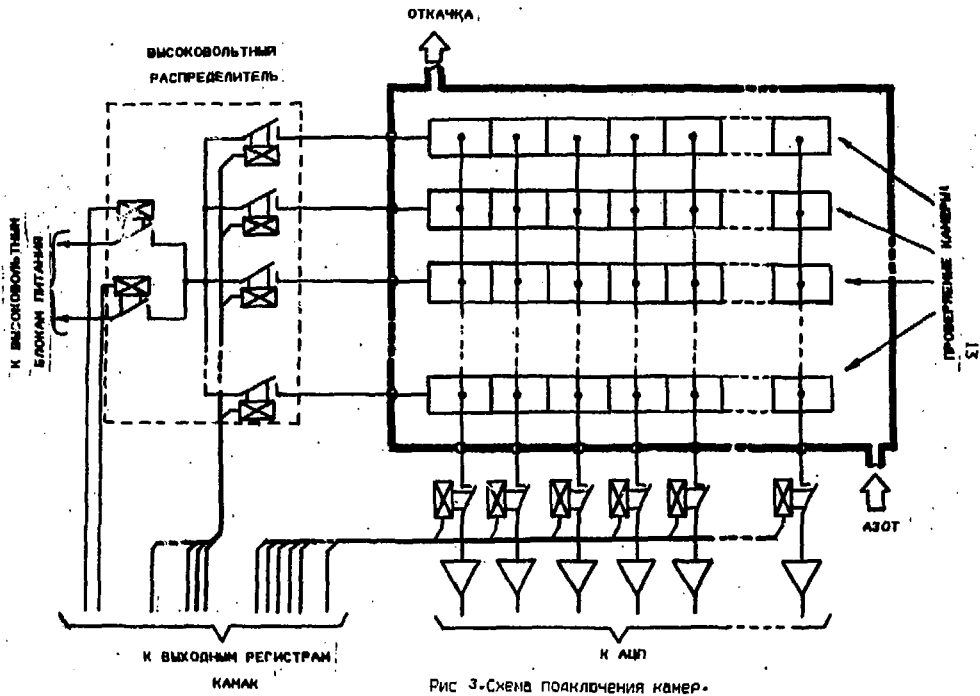 ОТКАЧКА
ВЫСОКОВОЛЬТНЫЙ
РАСПРЕДЕЛИТЕЛЬ
К ВЫСОКОВОЛЬТНЫМ
БЛОКАМ ПИТАНИЯ
ПРОВЕРЯЕМЫЕ КАМЕРЫ
13
АЗОТ
К ВЫХОДНЫМ РЕГИСТРАМ
КАМАК
К АЦП
Рис 3.Схема подключения камер.